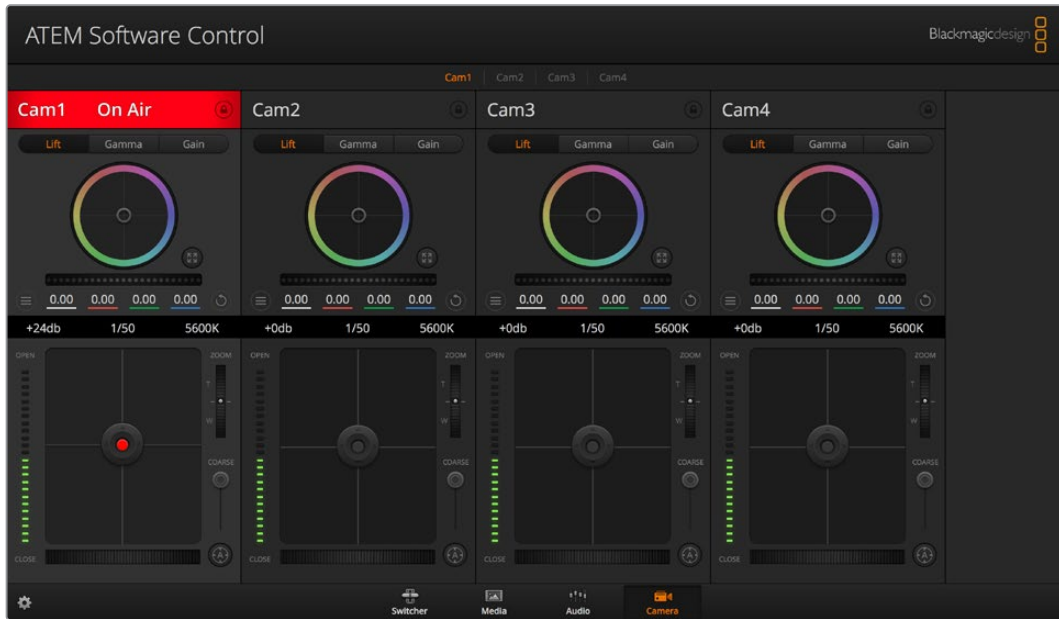 ATEM Software Control
Blackmagicdesign
Cam1 Cam2 Cam3 Cam4
Cam1 On Air Cam2 Cam3 Cam4
Lift Gamma Gain Lift Gamma Gain Lift Gamma Gain Lift Gamma Gain
0.00 0.00 0.00 0.00 0.00 0.00 0.00 0.00 0.00 0.00 0.00 0.00 0.00 0.00 0.00 0.00
+24db 1/50 5600K +0db 1/50 5600K +0db 1/50 5600K +0db 1/50 5600K
OPEN ZOOM OPEN ZOOM OPEN ZOOM OPEN ZOOM
T T T T
W W W W
COARSE COARSE COARSE COARSE
CLOSE A CLOSE A CLOSE A CLOSE A
Switcher Media Audio Camera